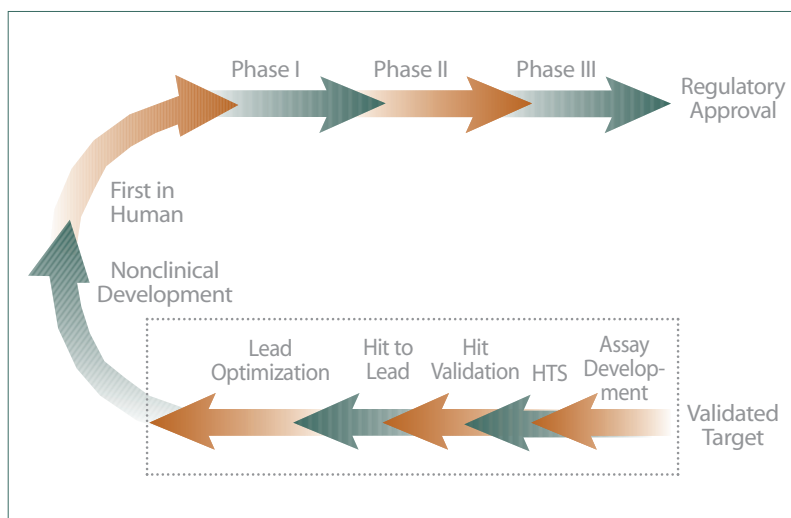 Phase I
Phase II
Phase III
Regulatory
Approval
First in
Human
Nonclinical
Development
Lead
Optimization
Hit to
Lead
Hit
Validation
HTS
Assay
Develop-
ment
Validated
Target